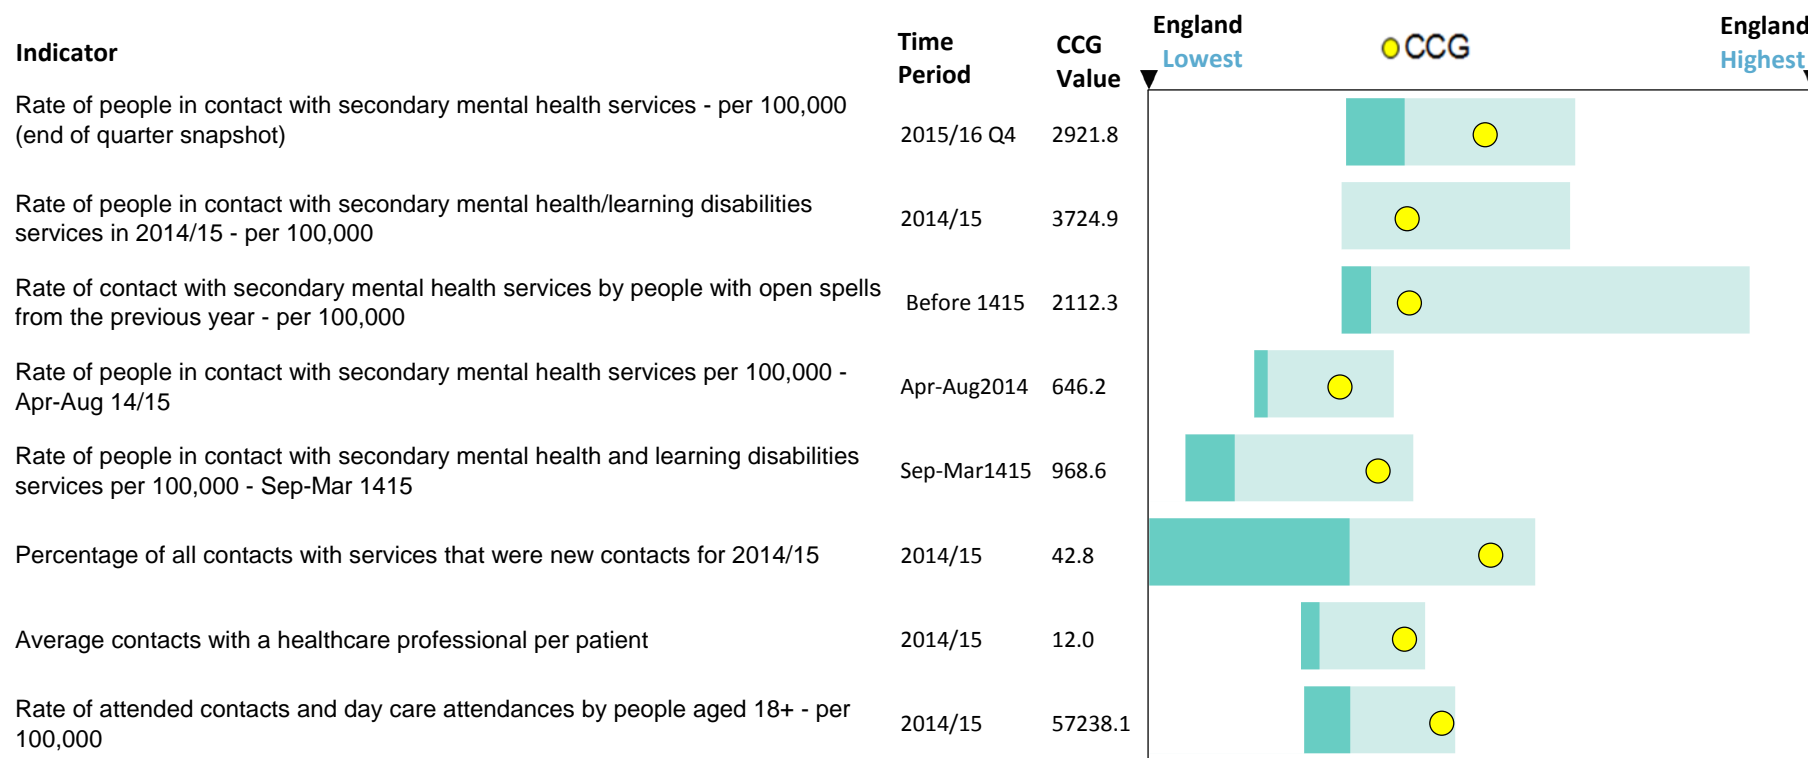 Indicator
Time Period
CCG Value
England
Lowest
CCG
England
Highest
Rate of people in contact with secondary mental health services - per 100,000
(end of quarter snapshot)
2015/16 Q4
2921.8
Rate of people in contact with secondary mental health/learning disabilities
services in 2014/15 - per 100,000
2014/15
3724.9
Rate of contact with secondary mental health services by people with open spells
from the previous year - per 100,000
Before 1415
2112.3
Rate of people in contact with secondary mental health services per 100,000 -
Apr-Aug 14/15
Apr-Aug2014
646.2
Rate of people in contact with secondary mental health and learning disabilities
services per 100,000 - Sep-Mar 1415
Sep-Mar1415
968.6
Percentage of all contacts with services that were new contacts for 2014/15
2014/15
42.8
Average contacts with a healthcare professional per patient
2014/15
12.0
Rate of attended contacts and day care attendances by people aged 18+ - per
100,000
2014/15
57238.1